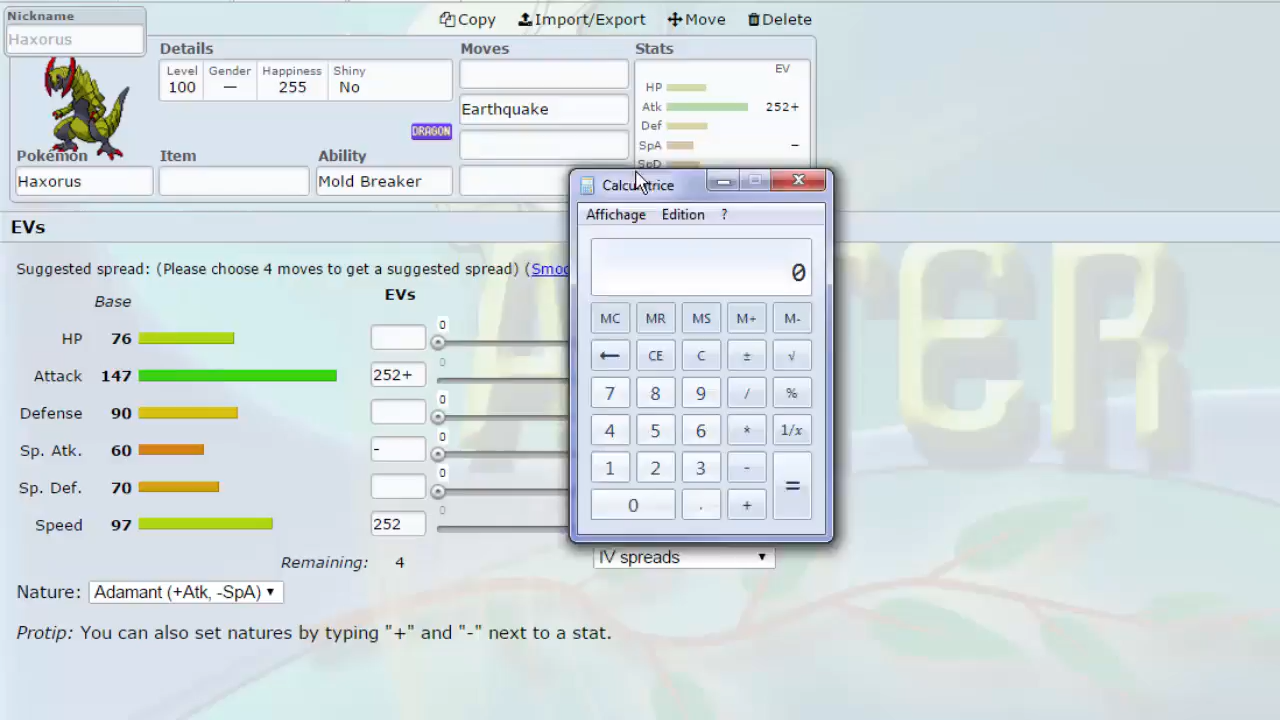 Nickname
Haxorus
Copy Import/Export Move Delete
Details Moves Stats
Level Gender Happiness Shiny
100 — 255 No
EV
HP
Earthquake
Atk 252+
Def
DRAGON
SpA –
Pokémon Item Ability
SpD
Haxorus Mold Breaker
Calculatrice
Affichage Edition ?
EVs
0
Suggested spread: (Please choose 4 moves to get a suggested spread) (Smo
Base EVs
HP 76 0
Attack 147 252+ 0
Defense 90 0
Sp. Atk. 60 - 0
Sp. Def. 70 0
Speed 97 252 0
MC MR MS M+ M-
← CE C ± √
7 8 9 / %
4 5 6 * 1/x
1 2 3 - =
0 . +
Remaining: 4
IV spreads
Nature: Adamant (+Atk, -SpA)
Protip: You can also set natures by typing "+" and "-" next to a stat.
TER